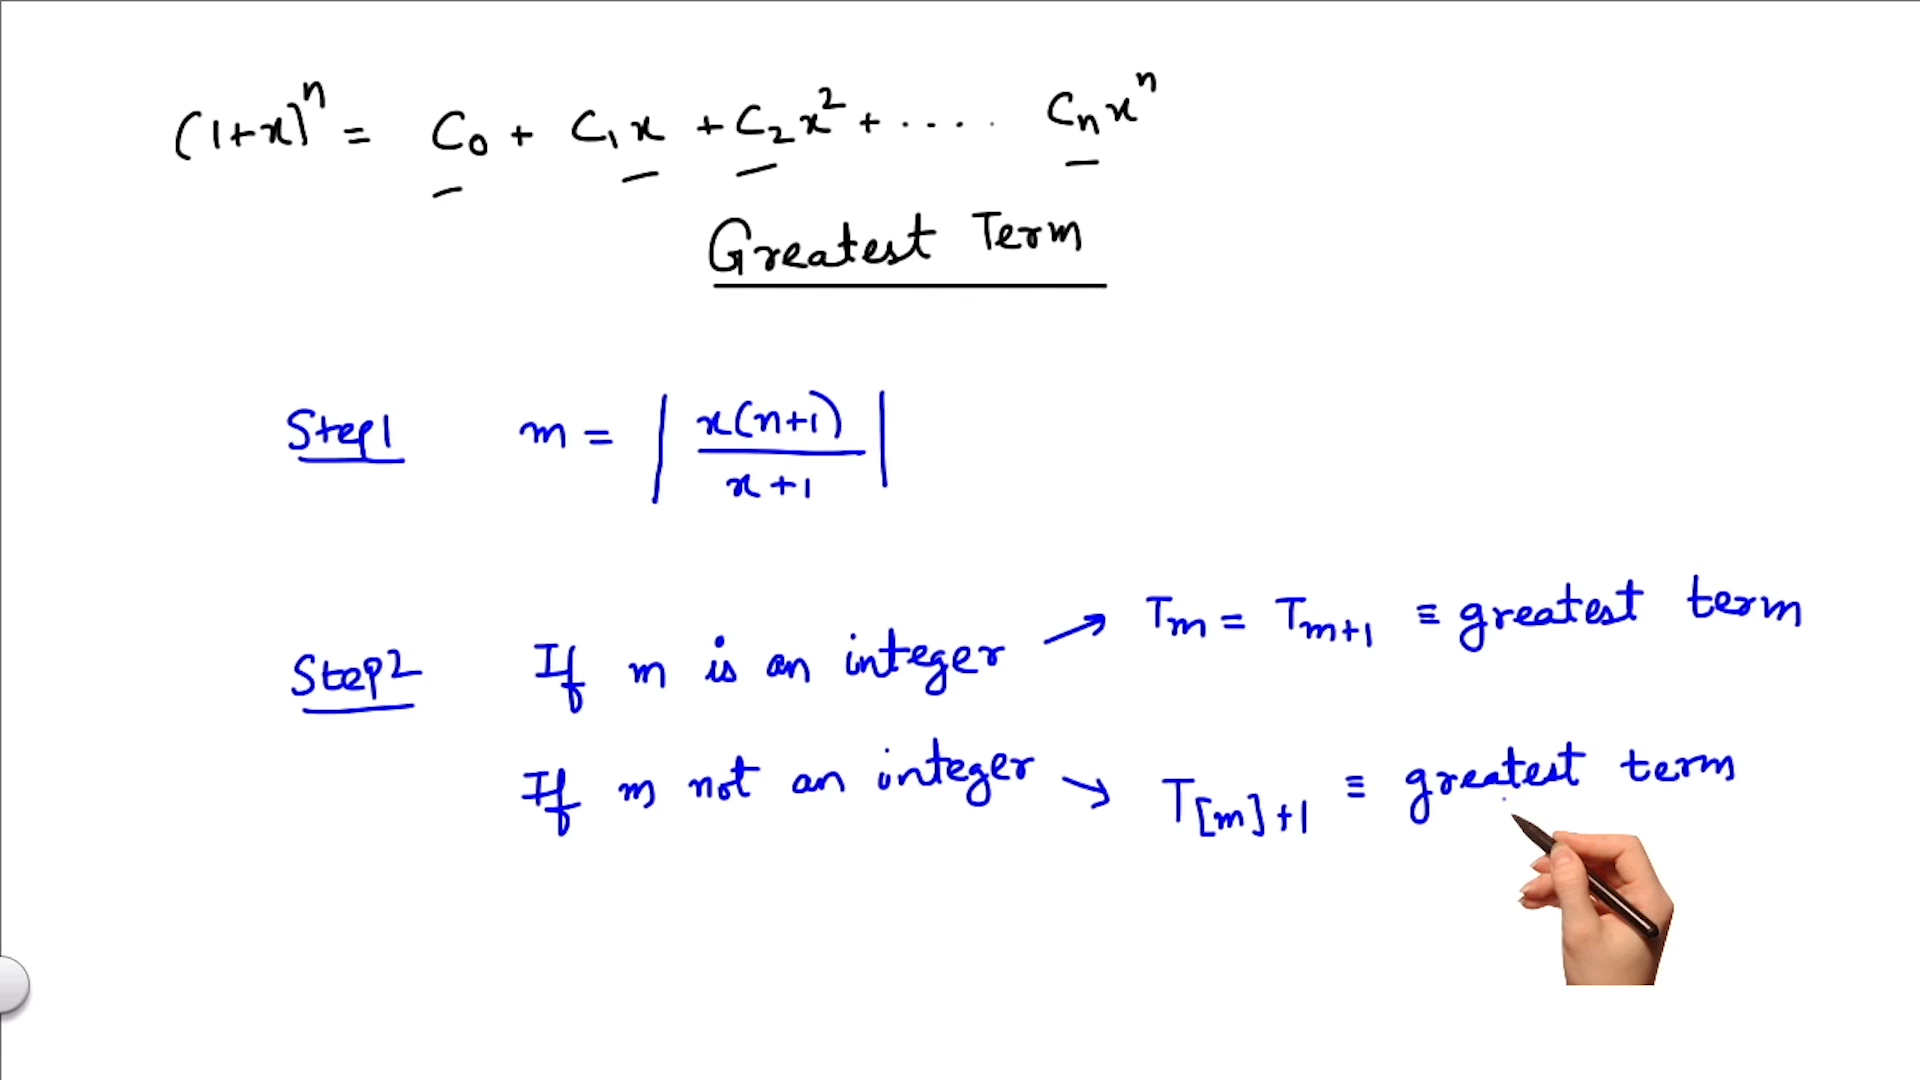 (1+x)^n = C₀ + C₁x + C₂x² + ..... Cₙxⁿ
Greatest Term
Step1 m = | x(n+1) / x+1 |
Step2 If m is an integer → Tₘ = Tₘ₊₁ ≡ greatest term
If m not an integer → T_{[m]+1} ≡ greatest term